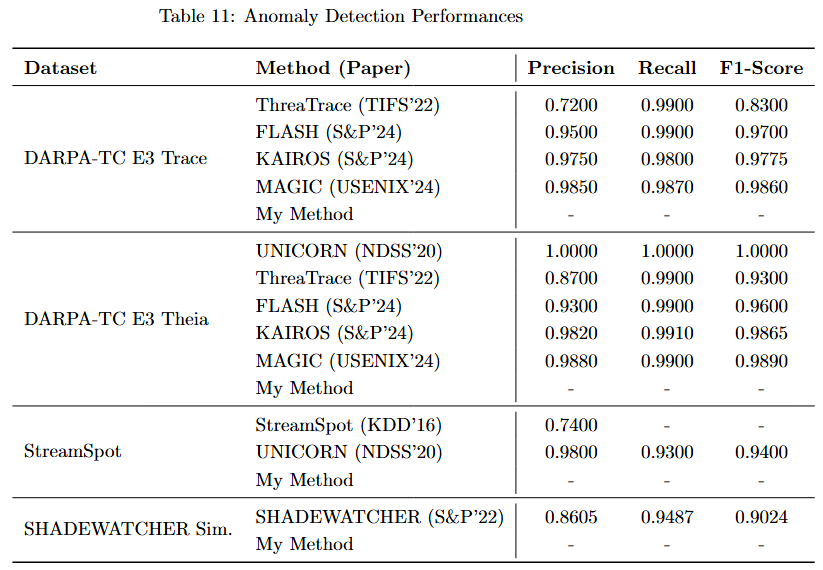 Table 11: Anomaly Detection Performances
Dataset Method (Paper) Precision Recall F1-Score
DARPA-TC E3 Trace
ThreaTrace (TIFS'22) 0.7200 0.9900 0.8300
FLASH (S&P'24) 0.9500 0.9900 0.9700
KAIROS (S&P'24) 0.9750 0.9800 0.9775
MAGIC (USENIX'24) 0.9850 0.9870 0.9860
My Method - - -
DARPA-TC E3 Theia
UNICORN (NDSS'20) 1.0000 1.0000 1.0000
ThreaTrace (TIFS'22) 0.8700 0.9900 0.9300
FLASH (S&P'24) 0.9300 0.9900 0.9600
KAIROS (S&P'24) 0.9820 0.9910 0.9865
MAGIC (USENIX'24) 0.9880 0.9900 0.9890
My Method - - -
StreamSpot
StreamSpot (KDD'16) 0.7400 - -
UNICORN (NDSS'20) 0.9800 0.9300 0.9400
My Method - - -
SHADEWATCHER Sim.
SHADEWATCHER (S&P'22) 0.8605 0.9487 0.9024
My Method - - -